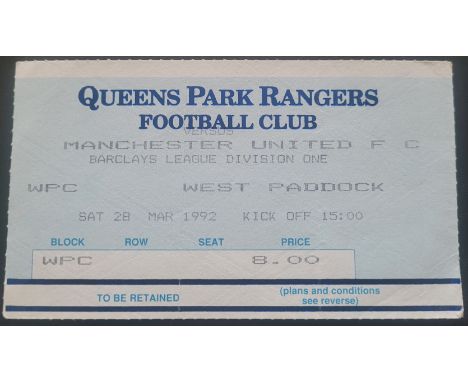 QUEENS PARK RANGERS
FOOTBALL CLUB
VERSUS
MANCHESTER UNITED F C
BARCLAYS LEAGUE DIVISION ONE
WPC WEST PADDOCK
SAT 28 MAR 1992 KICK OFF 15:00
BLOCK ROW SEAT PRICE
WPC 8.00
TO BE RETAINED
(plans and conditions
see reverse)